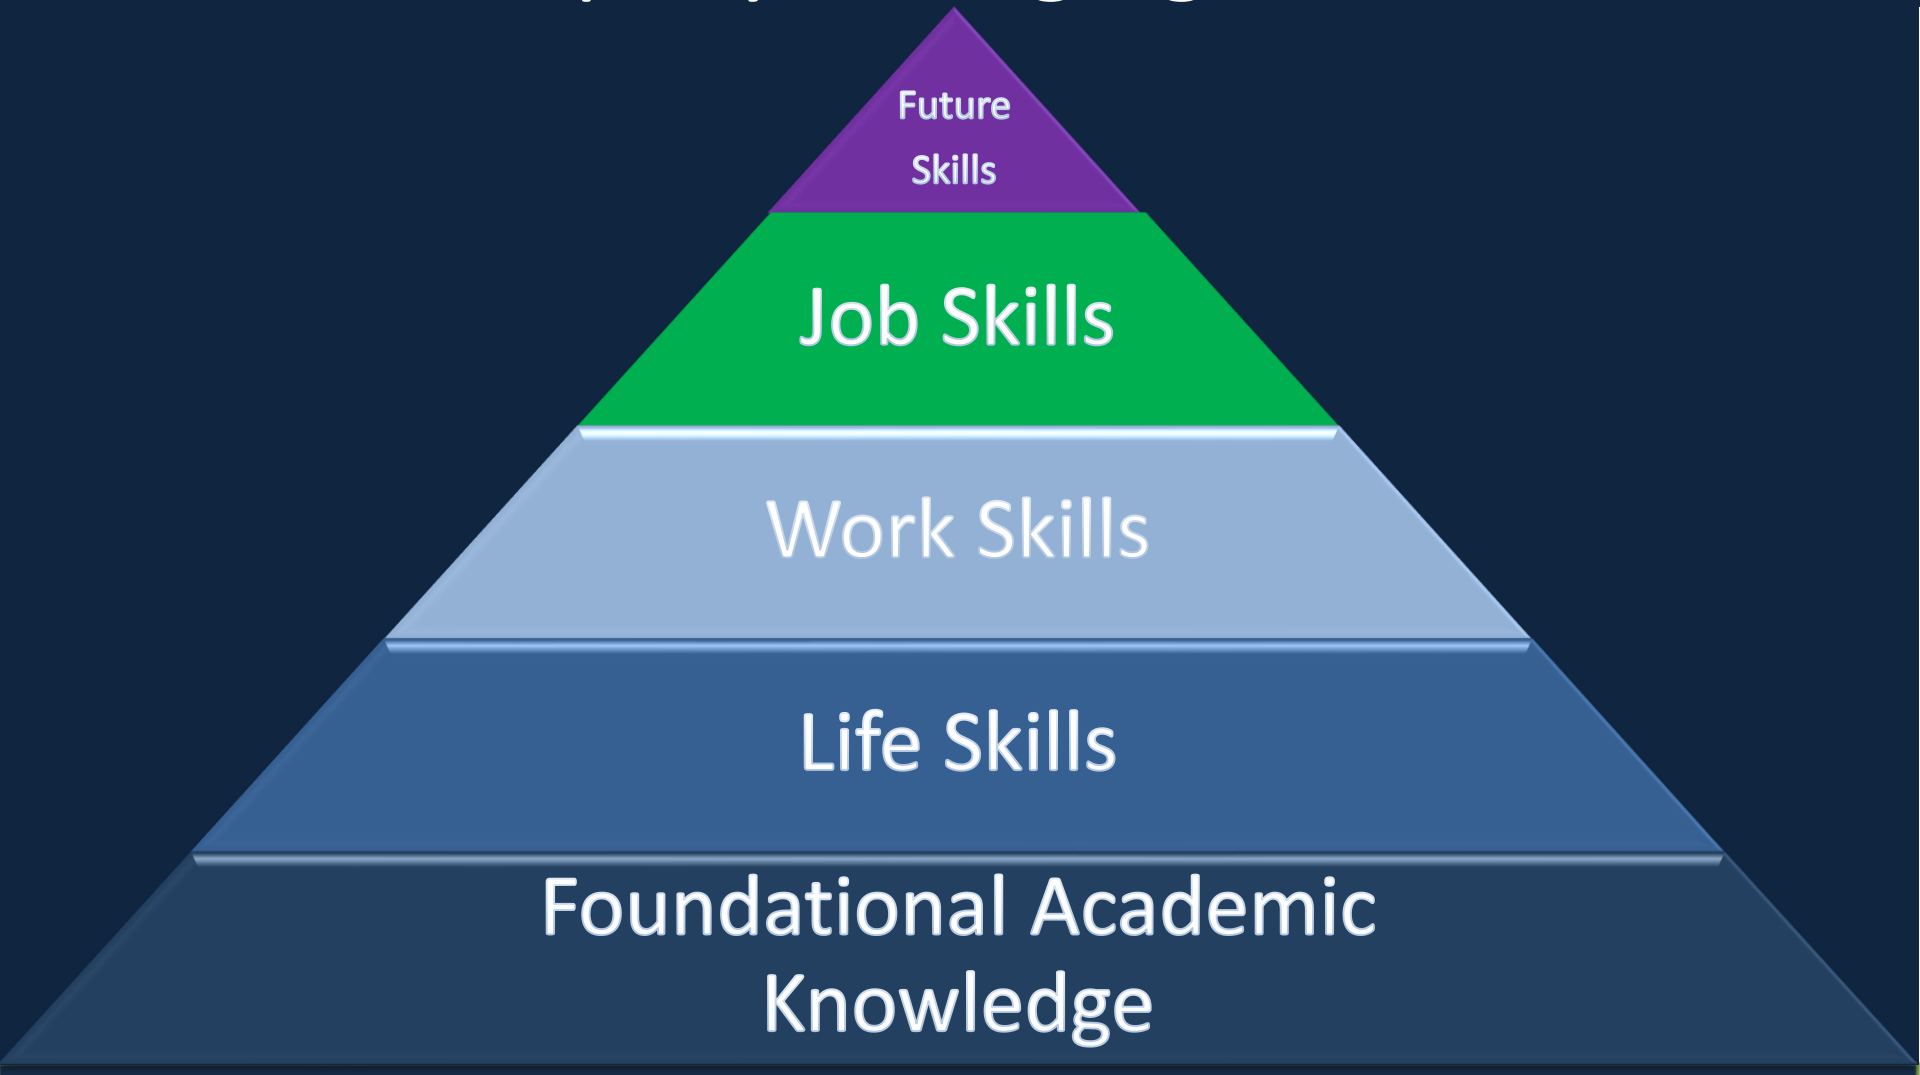 Future
Skills
Job Skills
Work Skills
Life Skills
Foundational Academic
Knowledge